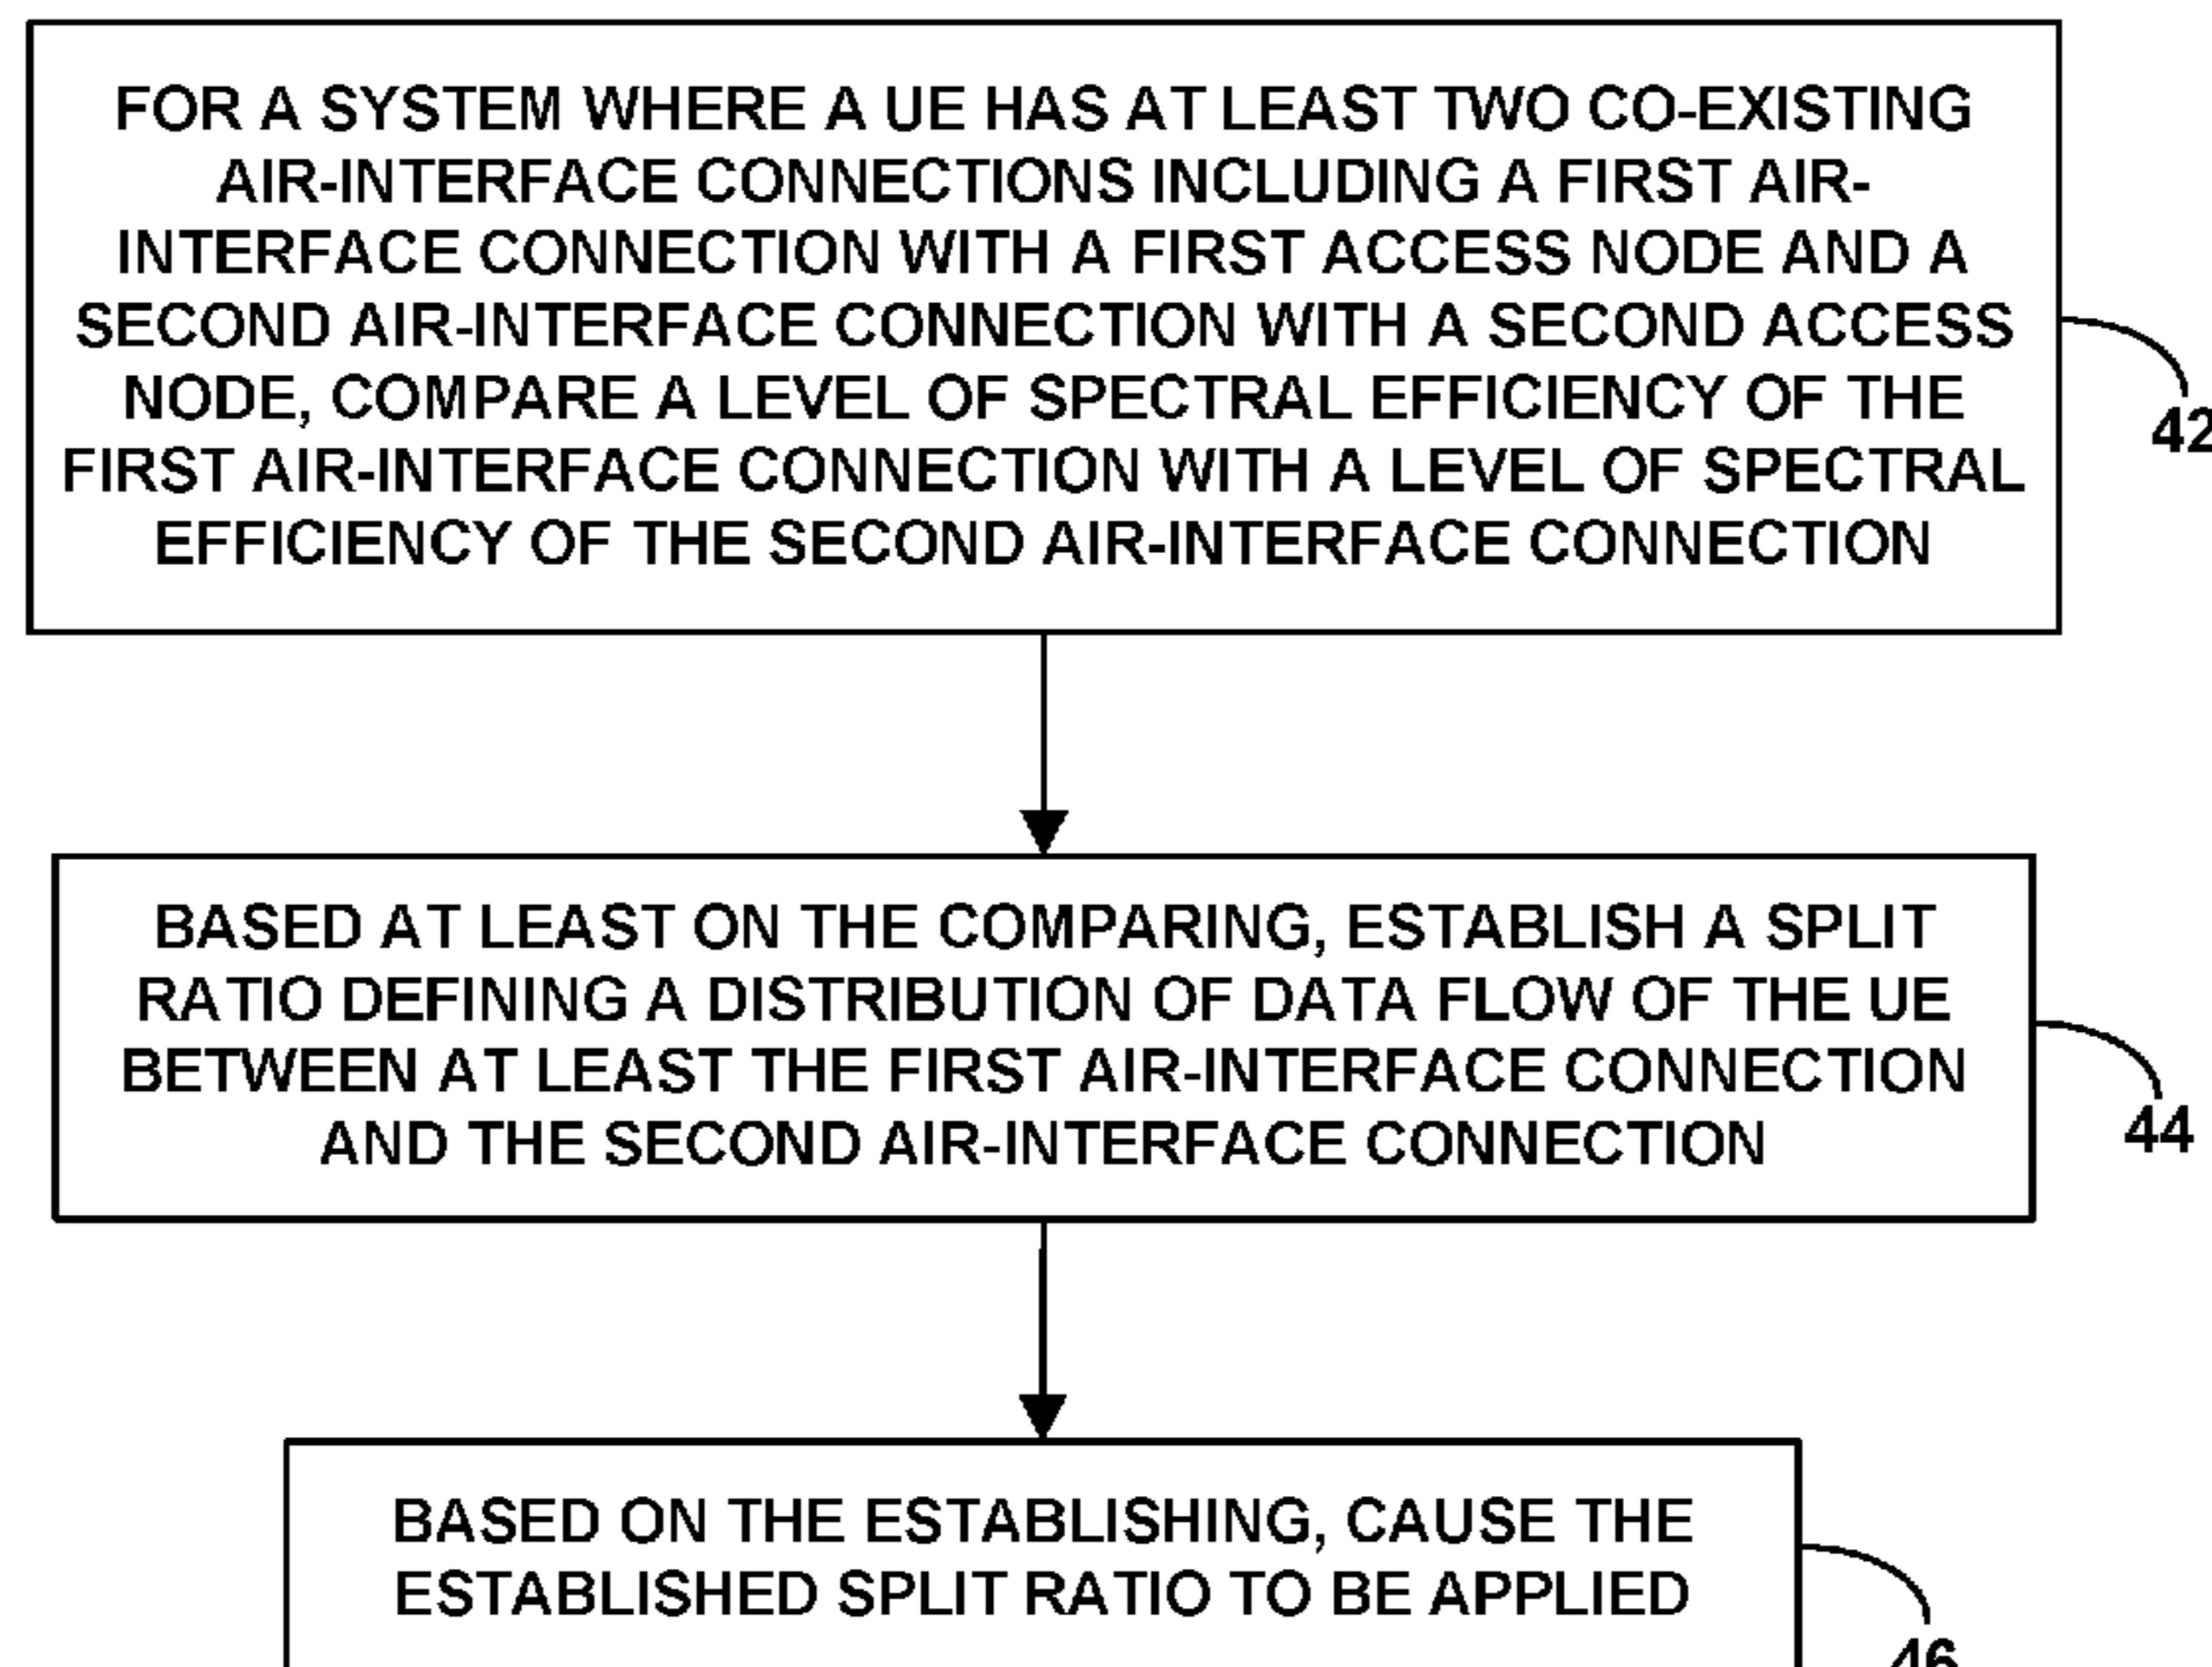 FOR A SYSTEM WHERE A UE HAS AT LEAST TWO CO-EXISTING
AIR-INTERFACE CONNECTIONS INCLUDING A FIRST AIR-
INTERFACE CONNECTION WITH A FIRST ACCESS NODE AND A
SECOND AIR-INTERFACE CONNECTION WITH A SECOND ACCESS
NODE, COMPARE A LEVEL OF SPECTRAL EFFICIENCY OF THE
FIRST AIR-INTERFACE CONNECTION WITH A LEVEL OF SPECTRAL
EFFICIENCY OF THE SECOND AIR-INTERFACE CONNECTION
42
BASED AT LEAST ON THE COMPARING, ESTABLISH A SPLIT
RATIO DEFINING A DISTRIBUTION OF DATA FLOW OF THE UE
BETWEEN AT LEAST THE FIRST AIR-INTERFACE CONNECTION
AND THE SECOND AIR-INTERFACE CONNECTION
44
BASED ON THE ESTABLISHING, CAUSE THE
ESTABLISHED SPLIT RATIO TO BE APPLIED
46